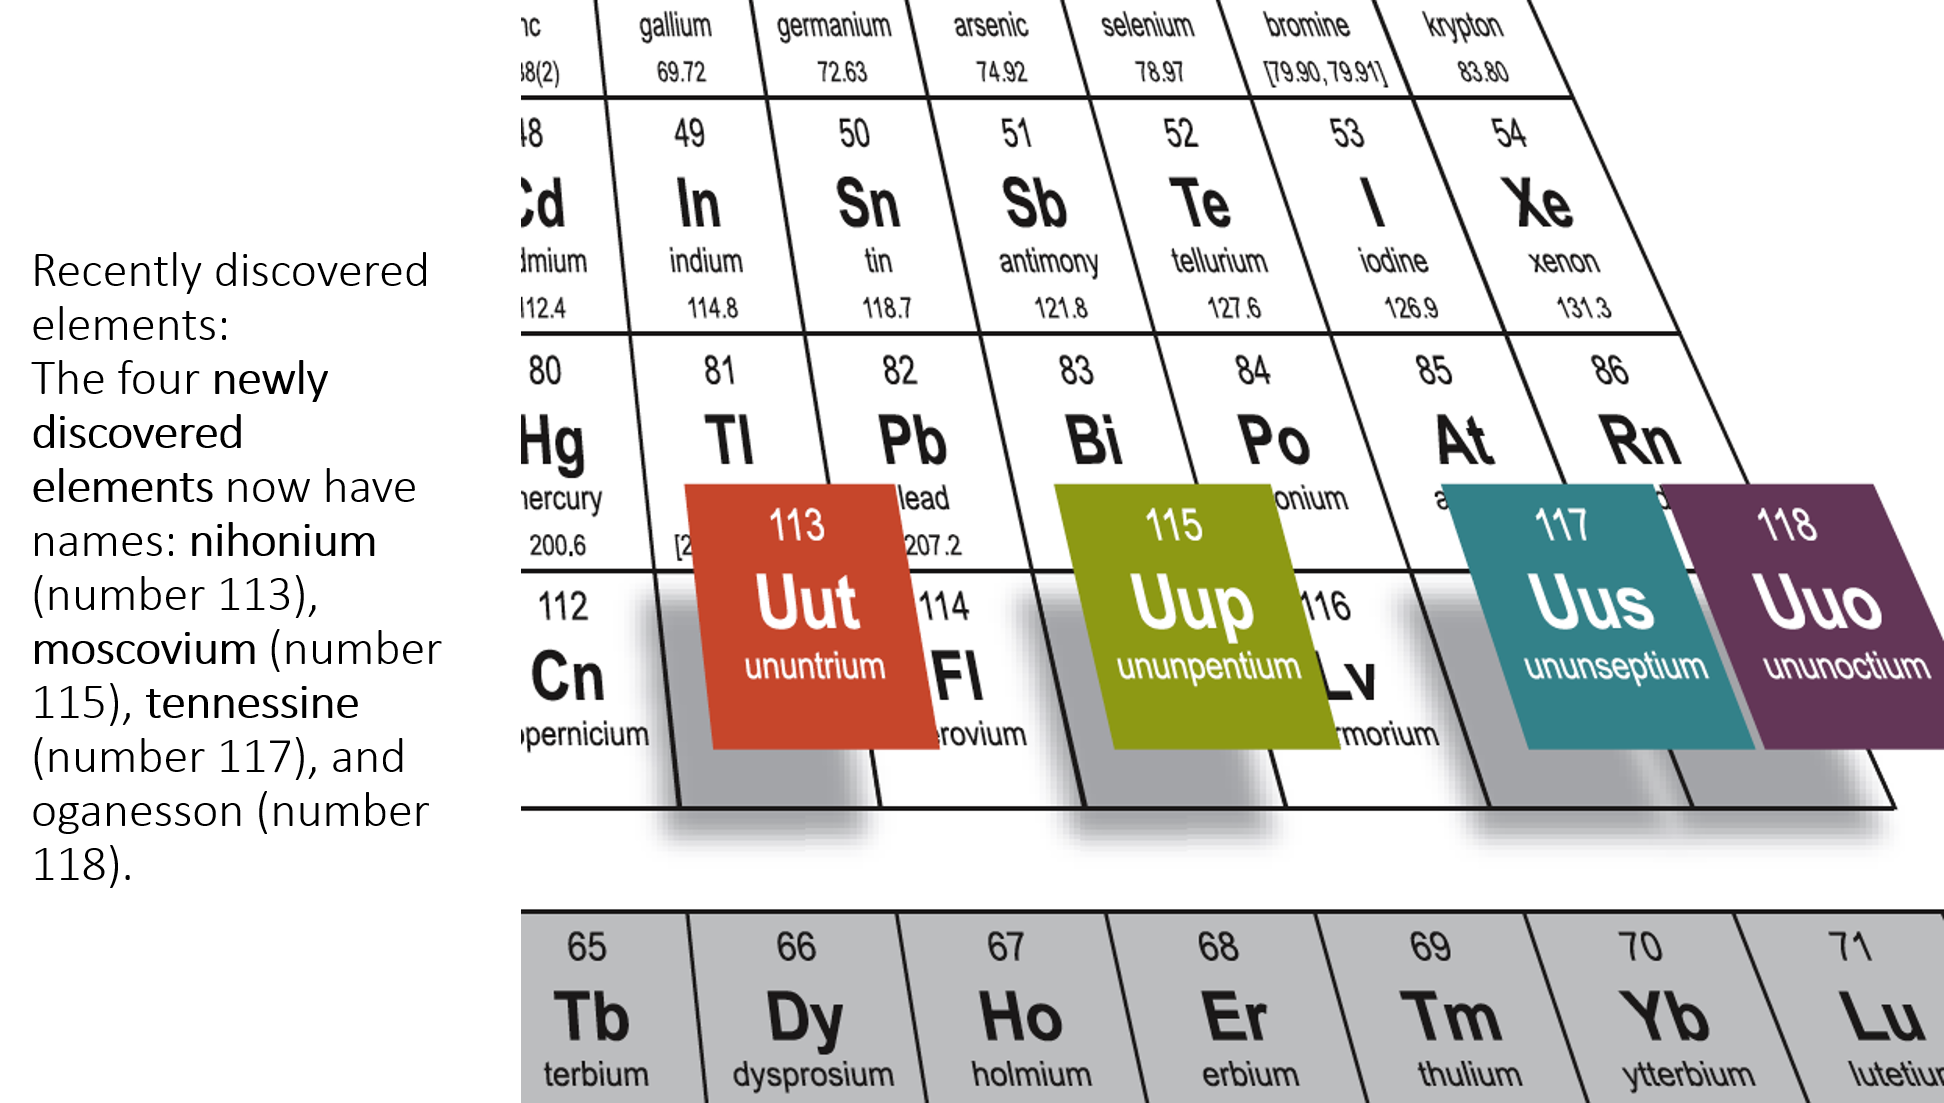 Recently discovered
elements:
The four newly
discovered
elements now have
names: nihonium
(number 113),
moscovium (number
115), tennessine
(number 117), and
oganesson (number
118).
nc gallium germanium arsenic selenium bromine krypton
38(2) 69.72 72.63 74.92 78.97 [79.90, 79.91] 83.80
48 49 50 51 52 53 54
Cd In Sn Sb Te I Xe
dmium indium tin antimony tellurium iodine xenon
112.4 114.8 118.7 121.8 127.6 126.9 131.3
80 81 82 83 84 85 86
Hg Tl Pb Bi Po At Rn
mercury lead onium
200.6 [2 207.2
113 115 117 118
Uut Uup Uus Uuo
ununtrium ununpentium ununseptium ununoctium
112 114 116
Cn Fl Lv
opernicium rovium rmorium
65 66 67 68 69 70 71
Tb Dy Ho Er Tm Yb Lu
terbium dysprosium holmium erbium thulium ytterbium lutetiu